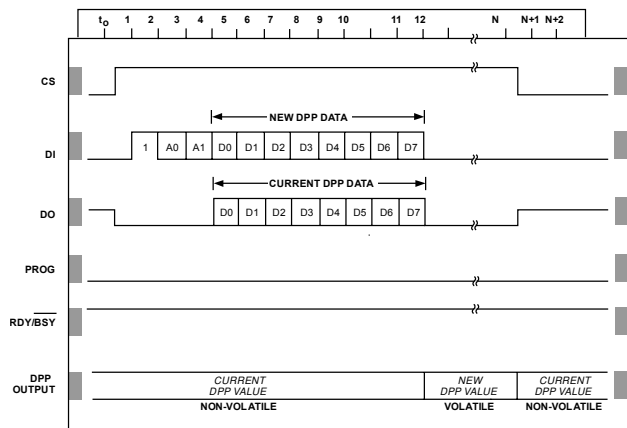 to 1 2 3 4 5 6 7 8 9 10 11 12 N N+1 N+2
CS
NEW DPP DATA
DI 1 A0 A1 D0 D1 D2 D3 D4 D5 D6 D7
CURRENT DPP DATA
DO D0 D1 D2 D3 D4 D5 D6 D7
PROG
RDY/BSY
DPP OUTPUT
CURRENT DPP VALUE
NON-VOLATILE
NEW DPP VALUE
VOLATILE
CURRENT DPP VALUE
NON-VOLATILE